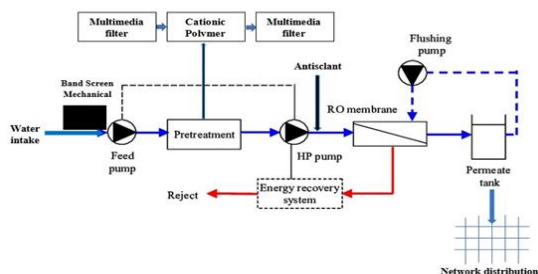 Multimedia
filter
Cationic
Polymer
Multimedia
filter
Flushing
pump
Band Screen
Mechanical
Antisclant
RO membrane
Water
intake
Pretreatment
Feed
pump
HP pump
Reject
Energy recovery
system
Permeate
tank
Network distribution